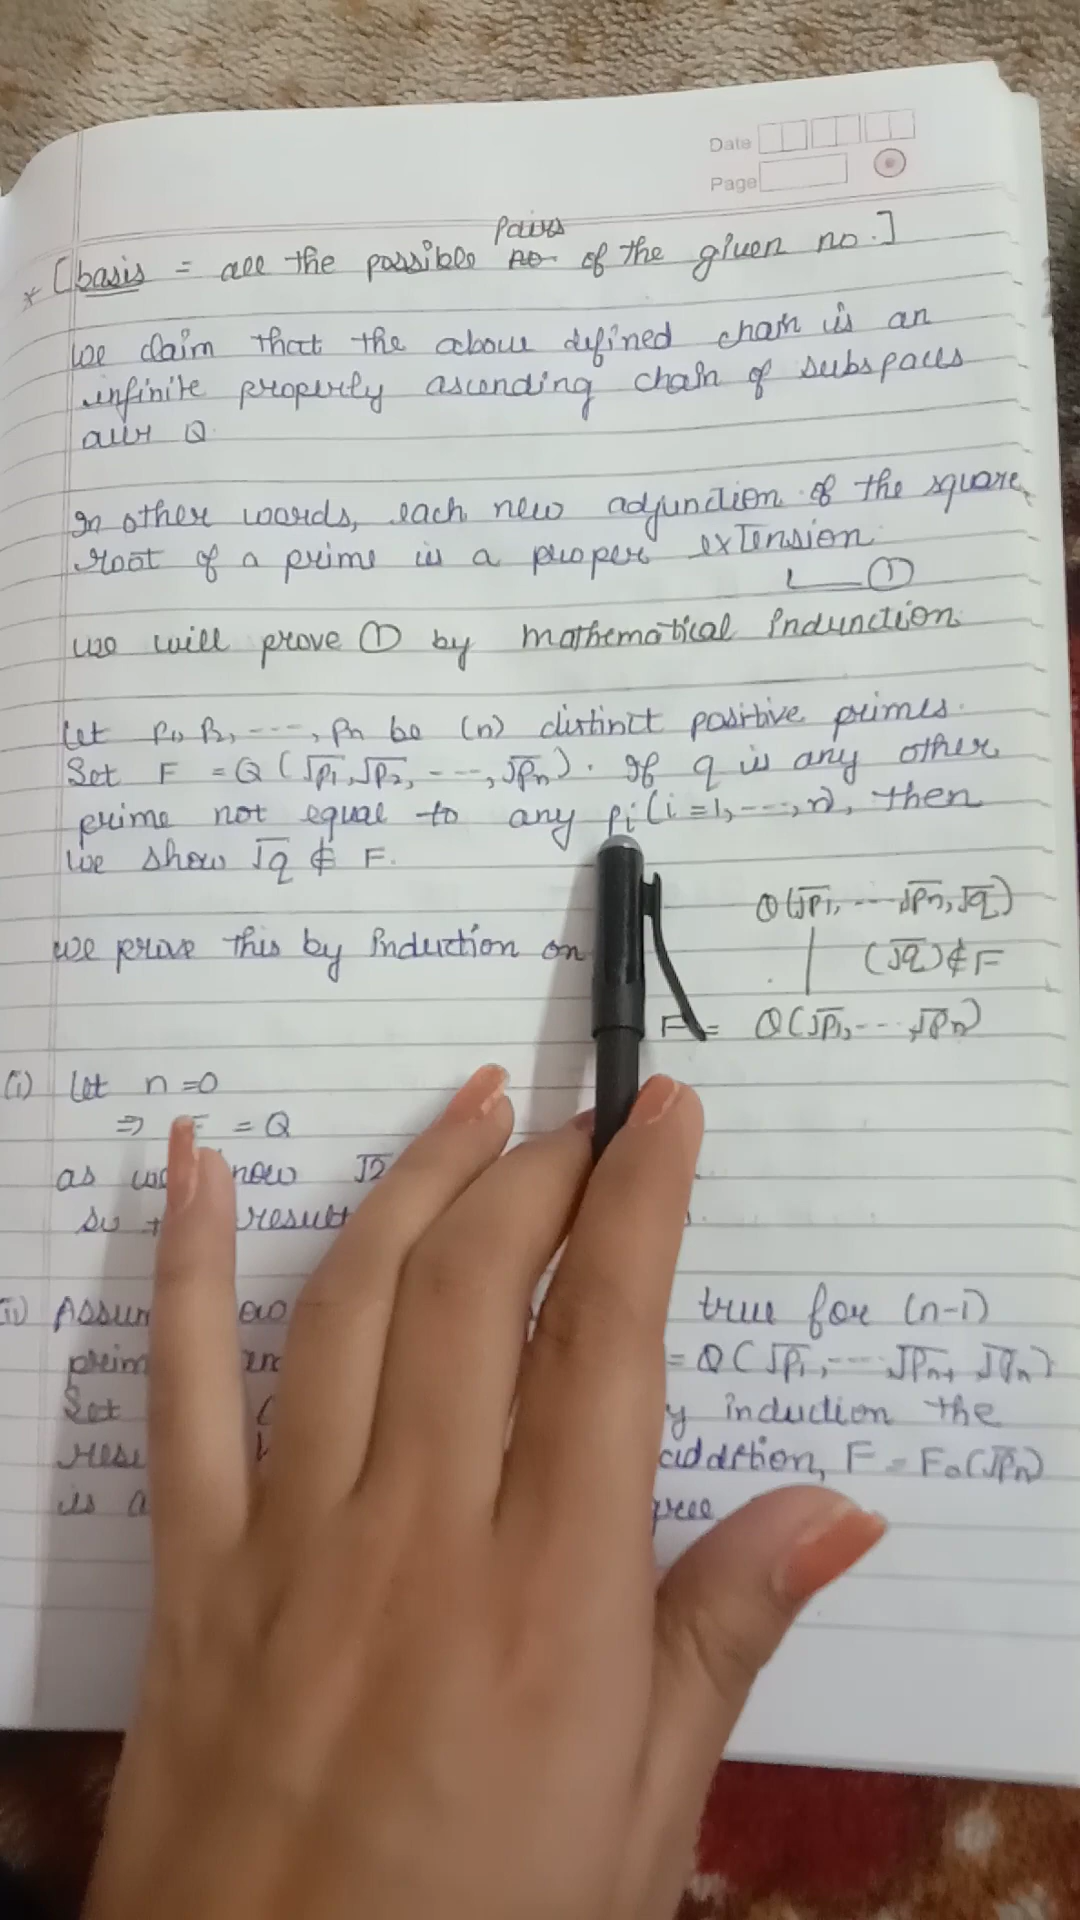 Date
Page
Pairs
* [basis = all the possible of the given no.]
we claim that the above defined chain is an
infinite properly ascending chain of subspaces
over Q
In other words, each new adjunction of the square
root of a prime is a proper extension
①
we will prove ① by Mathematical Indunction
Let p₁, p₂, ----, pn be (n) distinct positive primes.
Set F = Q (√p₁, √p₂, ----, √pn). If q is any other
prime not equal to any pi (i=1, ---, n), then
We show √q ∉ F.
Q(√p₁, ---√pn, √q)
we prove this by induction on
(√q) ∉ F
F = Q(√p₁, ---, √pn)
(i) Let n = 0
⇒ = Q
as √2
so result
(ii) true for (n-1)
= Q(√p₁, ---- √pn-1, √pn)
Set induction the
F = F₀(√pn)
is a